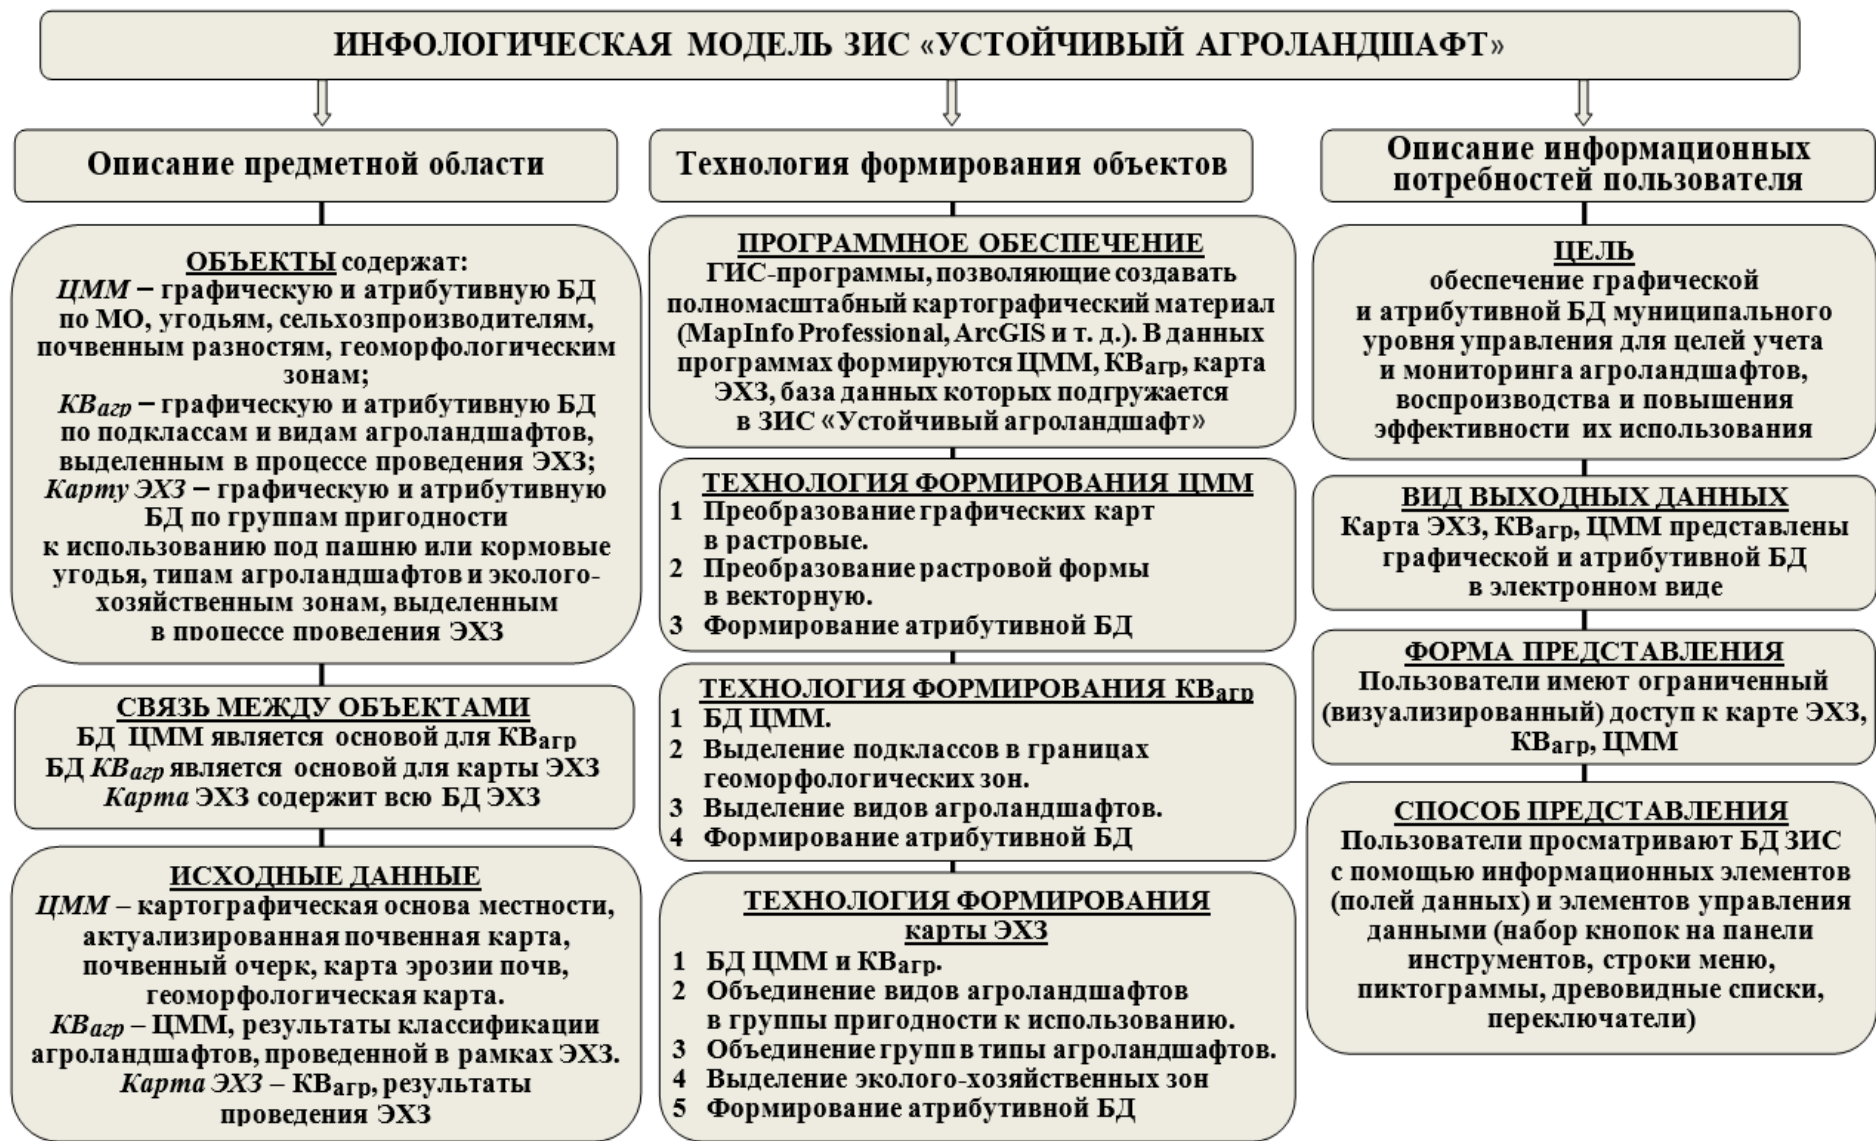 ИНФОЛОГИЧЕСКАЯ МОДЕЛЬ ЗИС «УСТОЙЧИВЫЙ АГРОЛАНДШАФТ»
Описание предметной области
ОБЪЕКТЫ содержат:
ЦММ – графическую и атрибутивную БД
по МО, угодьям, сельхозпроизводителям,
почвенным разностям, геоморфологическим
зонам;
КВагр – графическую и атрибутивную БД
по подклассам и видам агроландшафтов,
выделенным в процессе проведения ЭХЗ;
Карту ЭХЗ – графическую и атрибутивную
БД по группам пригодности
к использованию под пашню или кормовые
угодья, типам агроландшафтов и эколого-
хозяйственным зонам, выделенным
в процессе проведения ЭХЗ
СВЯЗЬ МЕЖДУ ОБЪЕКТАМИ
БД ЦММ является основой для КВагр
БД КВагр является основой для карты ЭХЗ
Карта ЭХЗ содержит всю БД ЭХЗ
ИСХОДНЫЕ ДАННЫЕ
ЦММ – картографическая основа местности,
актуализированная почвенная карта,
почвенный очерк, карта эрозии почв,
геоморфологическая карта.
КВагр – ЦММ, результаты классификации
агроландшафтов, проведенной в рамках ЭХЗ.
Карта ЭХЗ – КВагр, результаты
проведения ЭХЗ
Технология формирования объектов
ПРОГРАММНОЕ ОБЕСПЕЧЕНИЕ
ГИС-программы, позволяющие создавать
полномасштабный картографический материал
(MapInfo Professional, ArcGIS и т. д.). В данных
программах формируются ЦММ, КВагр, карта
ЭХЗ, база данных которых подгружается
в ЗИС «Устойчивый агроландшафт»
ТЕХНОЛОГИЯ ФОРМИРОВАНИЯ ЦММ
1 Преобразование графических карт
в растровые.
2 Преобразование растровой формы
в векторную.
3 Формирование атрибутивной БД
ТЕХНОЛОГИЯ ФОРМИРОВАНИЯ КВагр
1 БД ЦММ.
2 Выделение подклассов в границах
геоморфологических зон.
3 Выделение видов агроландшафтов.
4 Формирование атрибутивной БД
ТЕХНОЛОГИЯ ФОРМИРОВАНИЯ
карты ЭХЗ
1 БД ЦММ и КВагр.
2 Объединение видов агроландшафтов
в группы пригодности к использованию.
3 Объединение групп в типы агроландшафтов.
4 Выделение эколого-хозяйственных зон
5 Формирование атрибутивной БД
Описание информационных
потребностей пользователя
ЦЕЛЬ
обеспечение графической
и атрибутивной БД муниципального
уровня управления для целей учета
и мониторинга агроландшафтов,
воспроизводства и повышения
эффективности их использования
ВИД ВЫХОДНЫХ ДАННЫХ
Карта ЭХЗ, КВагр, ЦММ представлены
графической и атрибутивной БД
в электронном виде
ФОРМА ПРЕДСТАВЛЕНИЯ
Пользователи имеют ограниченный
(визуализированный) доступ к карте ЭХЗ,
КВагр, ЦММ
СПОСОБ ПРЕДСТАВЛЕНИЯ
Пользователи просматривают БД ЗИС
с помощью информационных элементов
(полей данных) и элементов управления
данными (набор кнопок на панели
инструментов, строки меню,
пиктограммы, древовидные списки,
переключатели)